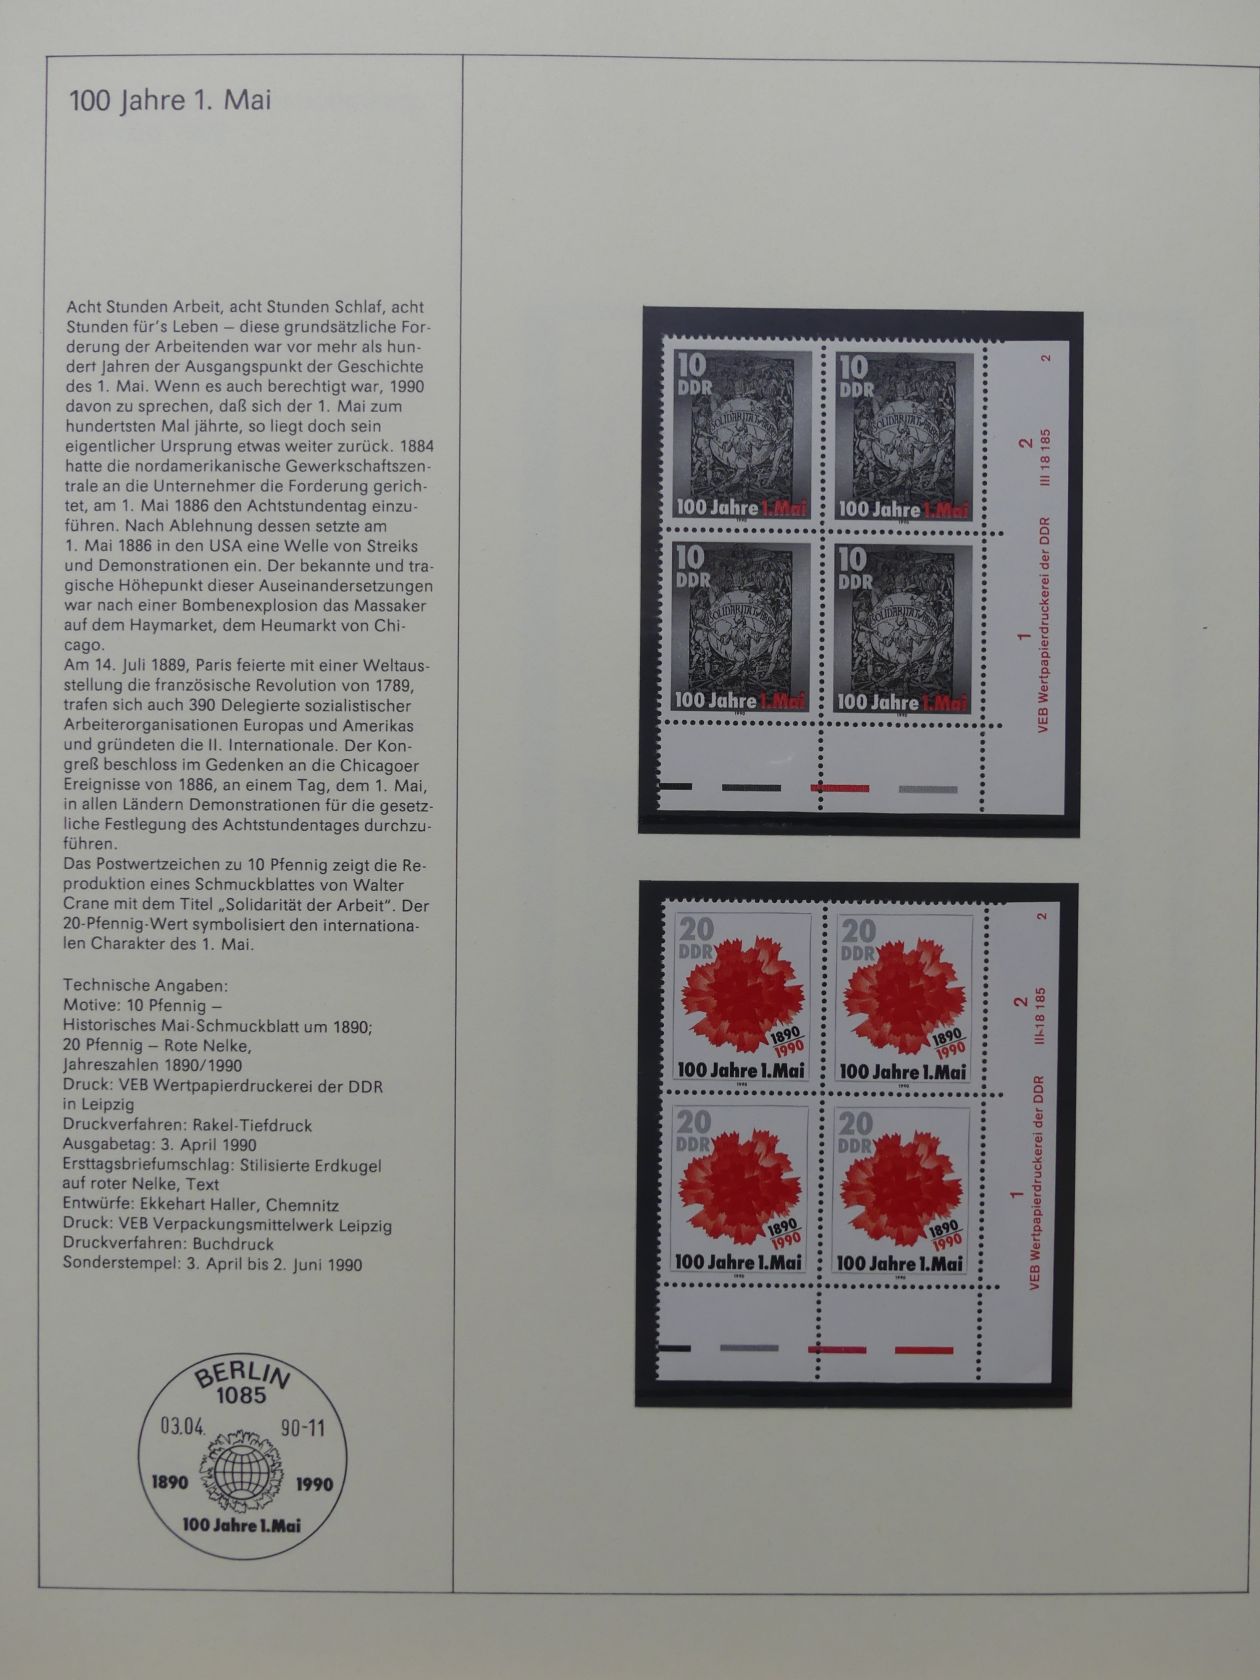 100 Jahre 1. Mai
Acht Stunden Arbeit, acht Stunden Schlaf, acht
Stunden für's Leben – diese grundsätzliche For-
derung der Arbeitenden war vor mehr als hun-
dert Jahren der Ausgangspunkt der Geschichte
des 1. Mai. Wenn es auch berechtigt war, 1990
davon zu sprechen, daß sich der 1. Mai zum
hundertsten Mal jährte, so liegt doch sein
eigentlicher Ursprung etwas weiter zurück. 1884
hatte die nordamerikanische Gewerkschaftszen-
trale an die Unternehmer die Forderung gerich-
tet, am 1. Mai 1886 den Achtstundentag einzu-
führen. Nach Ablehnung dessen setzte am
1. Mai 1886 in den USA eine Welle von Streiks
und Demonstrationen ein. Der bekannte und tra-
gische Höhepunkt dieser Auseinandersetzungen
war nach einer Bombenexplosion das Massaker
auf dem Haymarket, dem Heumarkt von Chi-
cago.
Am 14. Juli 1889, Paris feierte mit einer Weltaus-
stellung die französische Revolution von 1789,
trafen sich auch 390 Delegierte sozialistischer
Arbeiterorganisationen Europas und Amerikas
und gründeten die II. Internationale. Der Kon-
greß beschloss im Gedenken an die Chicagoer
Ereignisse von 1886, an einem Tag, dem 1. Mai,
in allen Ländern Demonstrationen für die gesetz-
liche Festlegung des Achtstundentages durchzu-
führen.
Das Postwertzeichen zu 10 Pfennig zeigt die Re-
produktion eines Schmuckblattes von Walter
Crane mit dem Titel „Solidarität der Arbeit". Der
20-Pfennig-Wert symbolisiert den internationa-
len Charakter des 1. Mai.
Technische Angaben:
Motive: 10 Pfennig –
Historisches Mai-Schmuckblatt um 1890;
20 Pfennig – Rote Nelke,
Jahreszahlen 1890/1990
Druck: VEB Wertpapierdruckerei der DDR
in Leipzig
Druckverfahren: Rakel-Tiefdruck
Ausgabetag: 3. April 1990
Ersttagsbriefumschlag: Stilisierte Erdkugel
auf roter Nelke, Text
Entwürfe: Ekkehart Haller, Chemnitz
Druck: VEB Verpackungsmittelwerk Leipzig
Druckverfahren: Buchdruck
Sonderstempel: 3. April bis 2. Juni 1990
BERLIN
1085
03.04. 90-11
1890 1990
100 Jahre 1.Mai
10
DDR
100 Jahre 1.Mai
1990
10
DDR
100 Jahre 1.Mai
1990
10
DDR
100 Jahre 1.Mai
1990
10
DDR
100 Jahre 1.Mai
1990
1 2
VEB Wertpapierdruckerei der DDR III 18 185 2
20
DDR
1890
1990
100 Jahre 1.Mai
1990
20
DDR
1890
1990
100 Jahre 1.Mai
1990
20
DDR
1890
1990
100 Jahre 1.Mai
1990
20
DDR
1890
1990
100 Jahre 1.Mai
1990
1 2
VEB Wertpapierdruckerei der DDR III-18 185 2